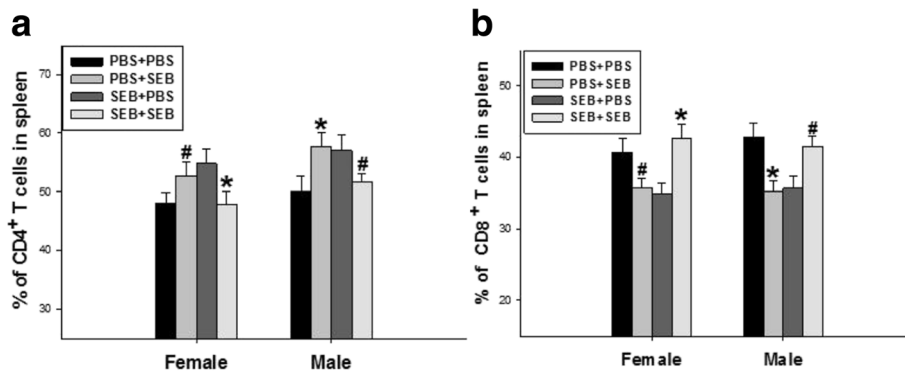 a
% of CD4⁺ T cells in spleen
70
60
50
40
30
PBS+PBS
PBS+SEB
SEB+PBS
SEB+SEB
#
*
*
#
Female
Male
b
% of CD8⁺ T cells in spleen
50
40
30
20
PBS+PBS
PBS+SEB
SEB+PBS
SEB+SEB
#
*
*
#
Female
Male